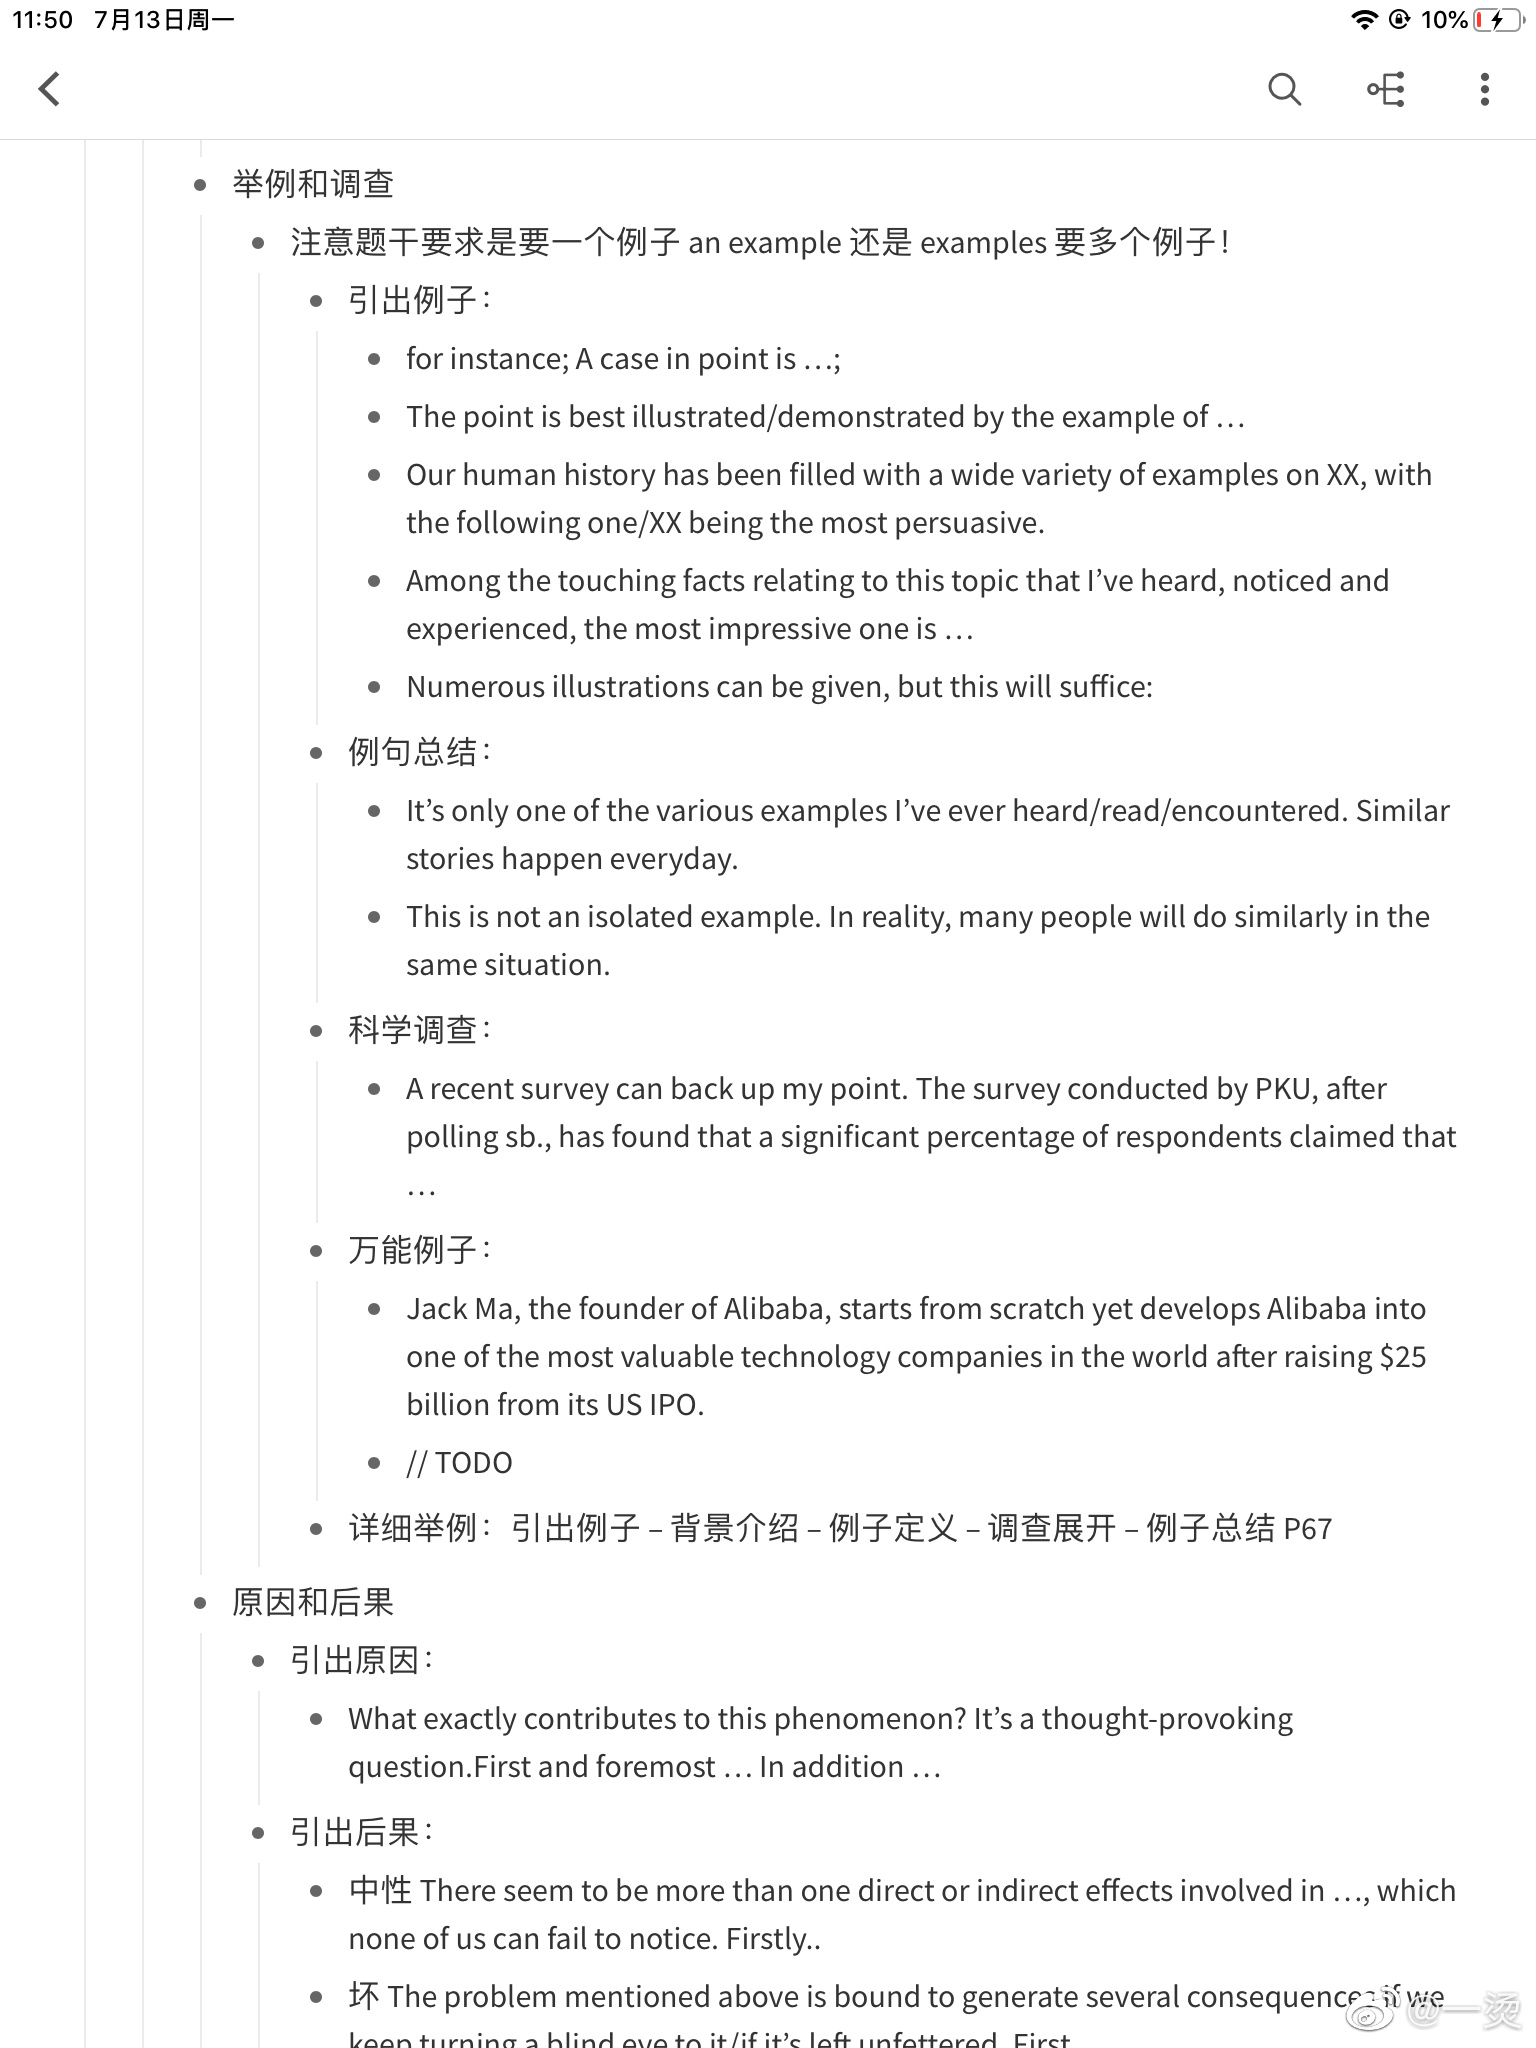 11:50 7月13日周一
10%
举例和调查
注意题干要求是要一个例子 an example 还是 examples 要多个例子！
引出例子：
for instance; A case in point is …;
The point is best illustrated/demonstrated by the example of …
Our human history has been filled with a wide variety of examples on XX, with
the following one/XX being the most persuasive.
Among the touching facts relating to this topic that I’ve heard, noticed and
experienced, the most impressive one is …
Numerous illustrations can be given, but this will suffice:
例句总结：
It’s only one of the various examples I’ve ever heard/read/encountered. Similar
stories happen everyday.
This is not an isolated example. In reality, many people will do similarly in the
same situation.
科学调查：
A recent survey can back up my point. The survey conducted by PKU, after
polling sb., has found that a significant percentage of respondents claimed that
…
万能例子：
Jack Ma, the founder of Alibaba, starts from scratch yet develops Alibaba into
one of the most valuable technology companies in the world after raising $25
billion from its US IPO.
// TODO
详细举例：引出例子 – 背景介绍 – 例子定义 – 调查展开 – 例子总结 P67
原因和后果
引出原因：
What exactly contributes to this phenomenon? It’s a thought-provoking
question.First and foremost … In addition …
引出后果：
中性 There seem to be more than one direct or indirect effects involved in …, which
none of us can fail to notice. Firstly..
坏 The problem mentioned above is bound to generate several consequences if we
keep turning a blind eye to it/if it’s left unfettered. First
@一烫